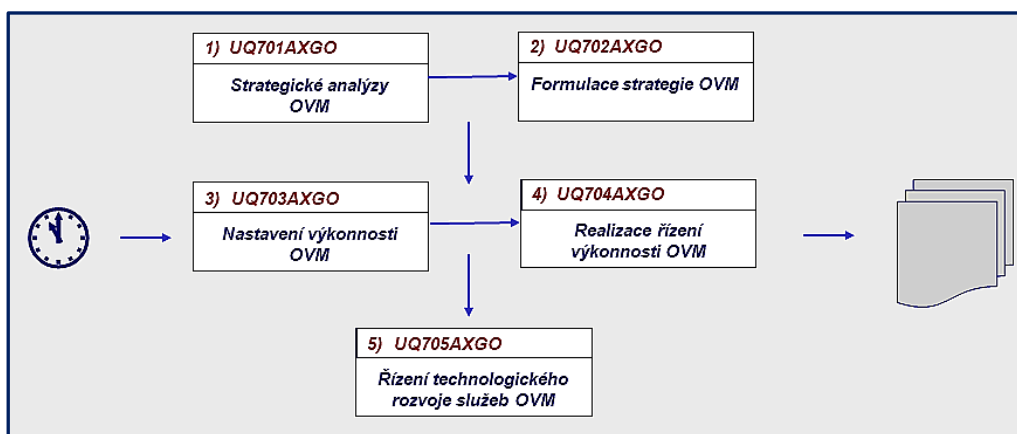 1) UQ701AXGO
Strategické analýzy
OVM
2) UQ702AXGO
Formulace strategie OVM
3) UQ703AXGO
Nastavení výkonnosti
OVM
4) UQ704AXGO
Realizace řízení
výkonnosti OVM
5) UQ705AXGO
Řízení technologického
rozvoje služeb OVM